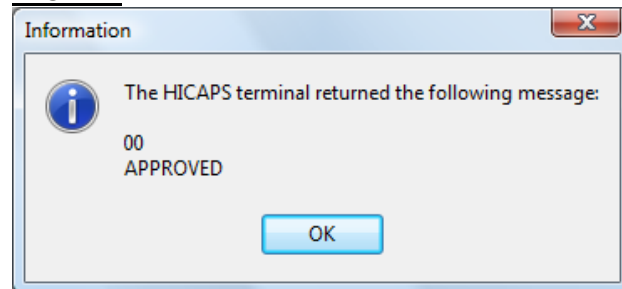 Information
The HICAPS terminal returned the following message:
00
APPROVED
OK